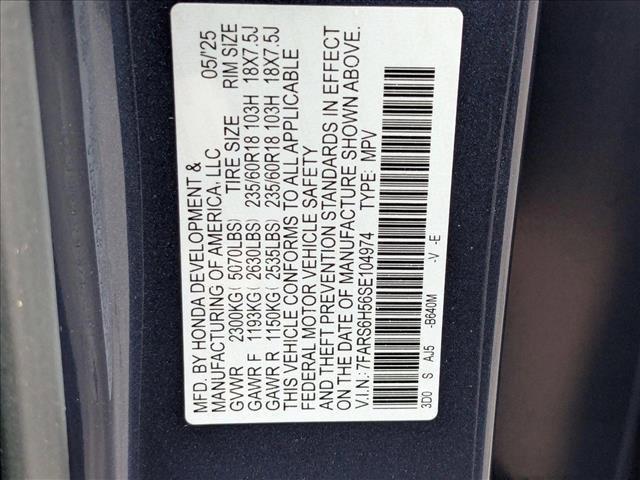 MFD. BY HONDA DEVELOPMENT &
MANUFACTURING OF AMERICA, LLC 05/'25
GVWR 2300KG( 5070LBS) TIRE SIZE RIM SIZE
GAWR F 1193KG( 2630LBS) 235/60R18 103H 18X7.5J
GAWR R 1150KG( 2535LBS) 235/60R18 103H 18X7.5J
THIS VEHICLE CONFORMS TO ALL APPLICABLE
FEDERAL MOTOR VEHICLE SAFETY
AND THEFT PREVENTION STANDARDS IN EFFECT
ON THE DATE OF MANUFACTURE SHOWN ABOVE.
V.I.N.:7FARS6H56SE104974 TYPE: MPV
3D0 S AJ5 -B640M -V -E